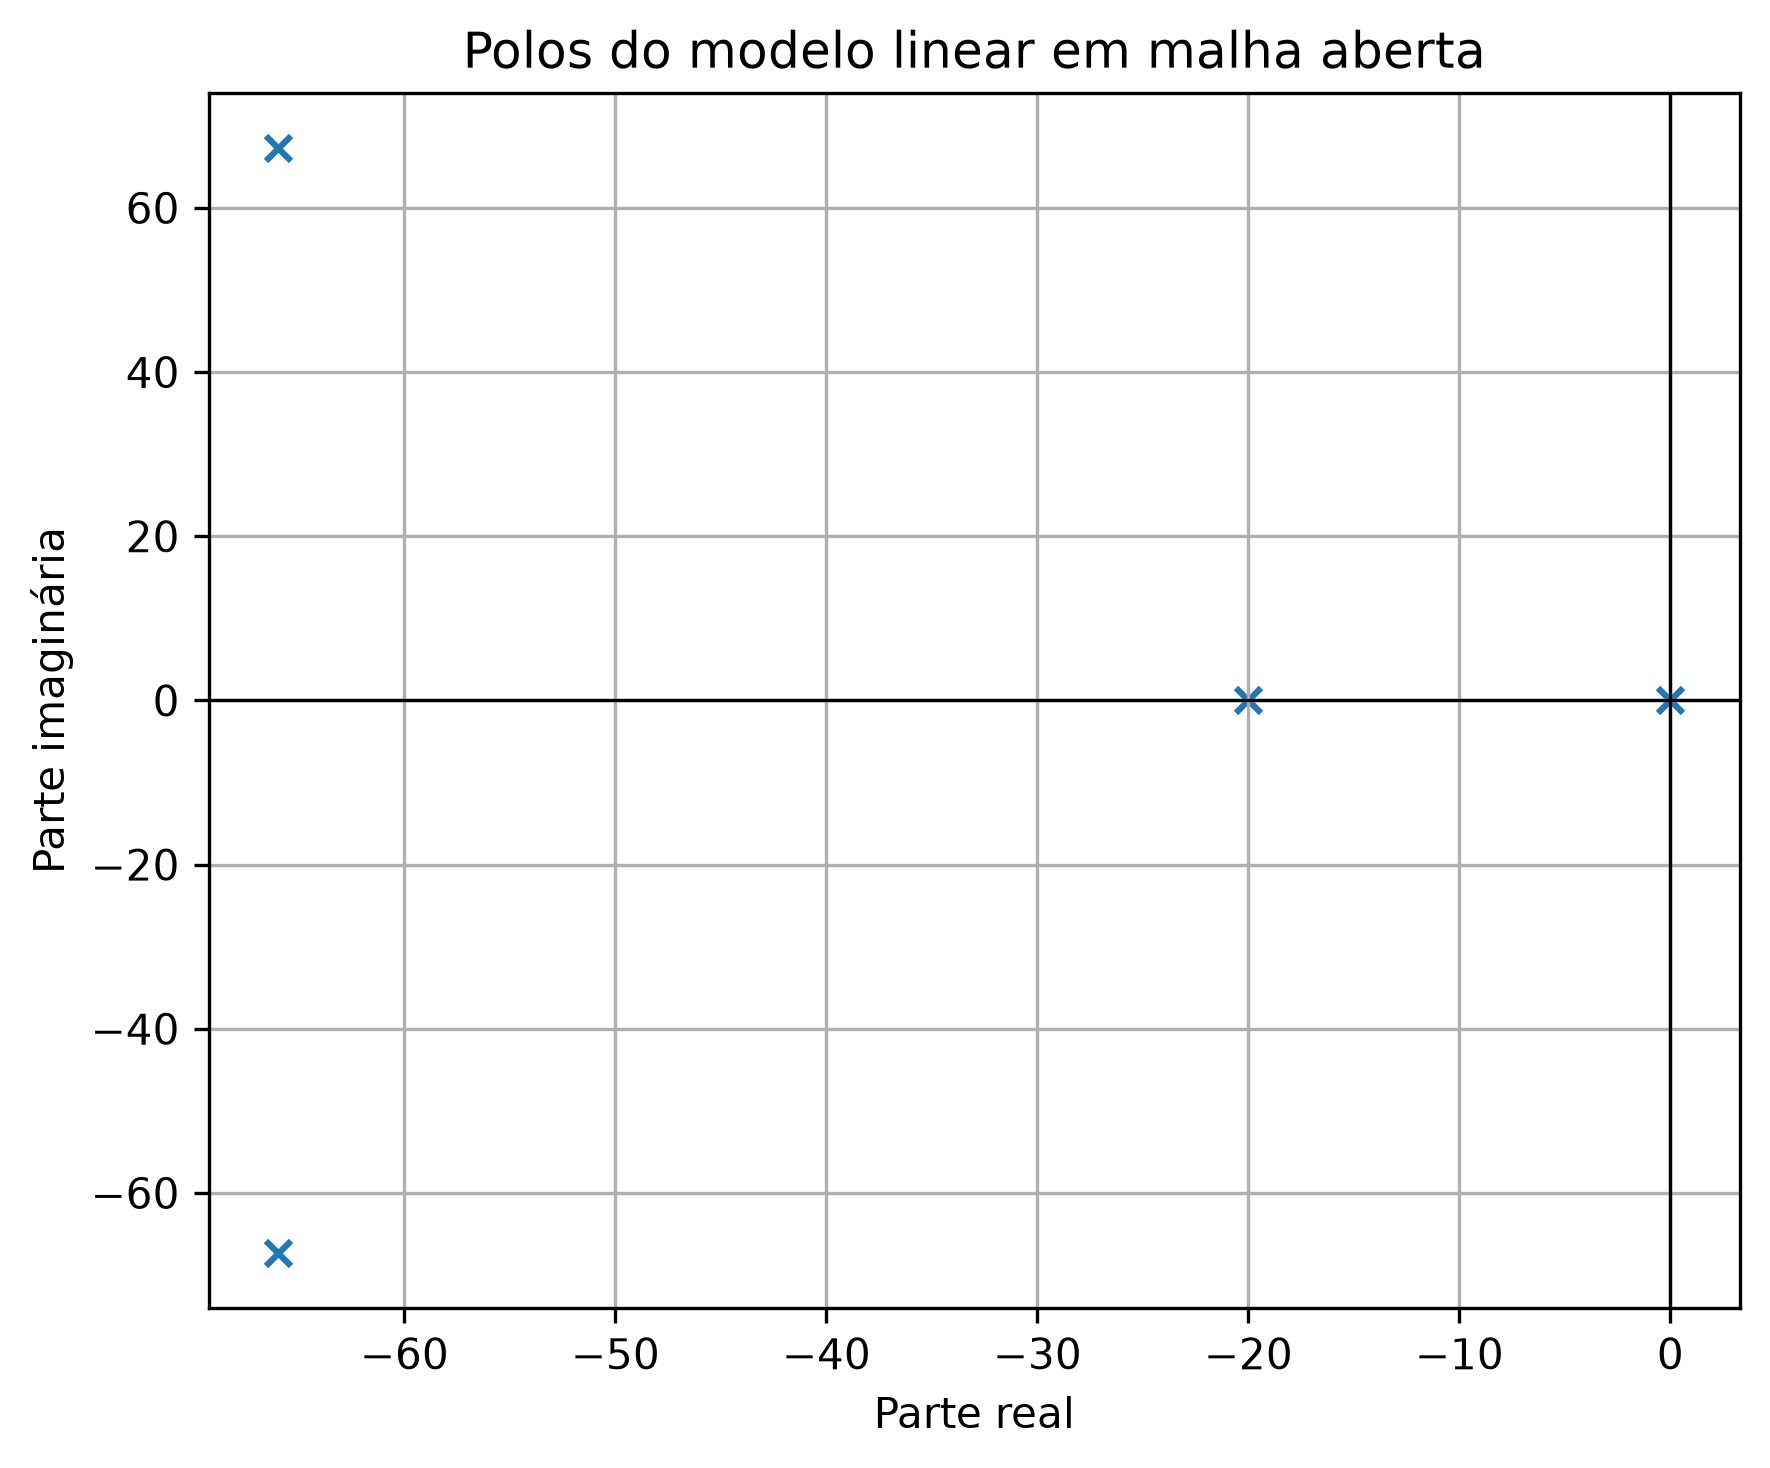 Polos do modelo linear em malha aberta
60
40
20
0
−20
−40
−60
Parte imaginária
−60 −50 −40 −30 −20 −10 0
Parte real